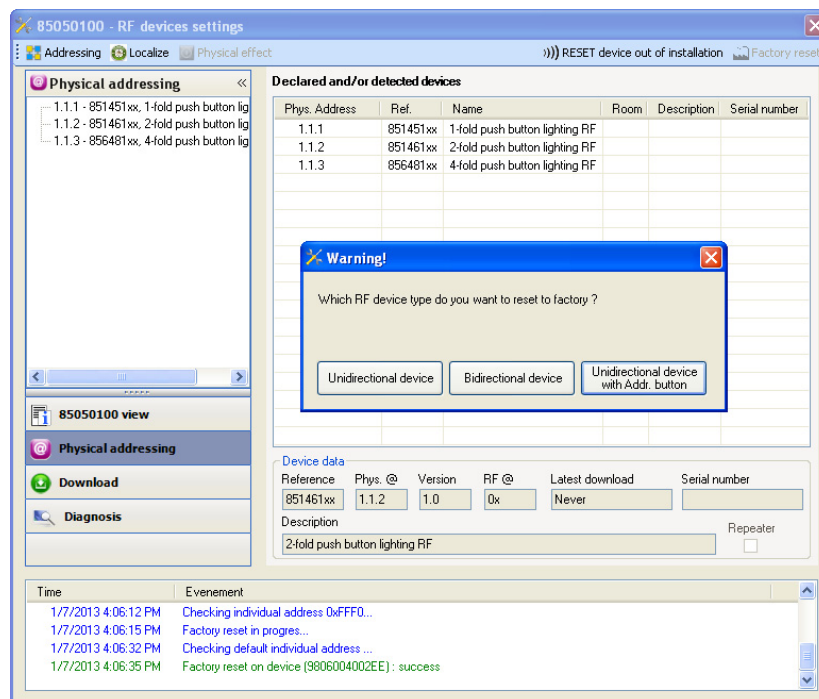 85050100 - RF devices settings
Addressing Localize Physical effect RESET device out of installation Factory reset
Physical addressing
1.1.1 - 851451xx, 1-fold push button lig
1.1.2 - 851461xx, 2-fold push button lig
1.1.3 - 856481xx, 4-fold push button lig
85050100 view
Physical addressing
Download
Diagnosis
Declared and/or detected devices
Phys. Address Ref. Name Room Description Serial number
1.1.1 851451xx 1-fold push button lighting RF
1.1.2 851461xx 2-fold push button lighting RF
1.1.3 856481xx 4-fold push button lighting RF
Warning!
Which RF device type do you want to reset to factory ?
Unidirectional device Bidirectional device Unidirectional device
with Addr. button
Device data
Reference Phys. @ Version RF @ Latest download Serial number
851461xx 1.1.2 1.0 0x Never
Description
Repeater
2-fold push button lighting RF
Time Evenement
1/7/2013 4:06:12 PM Checking individual address 0xFFF0...
1/7/2013 4:06:15 PM Factory reset in progres...
1/7/2013 4:06:32 PM Checking default individual address ...
1/7/2013 4:06:35 PM Factory reset on device (9806004002EE) : success